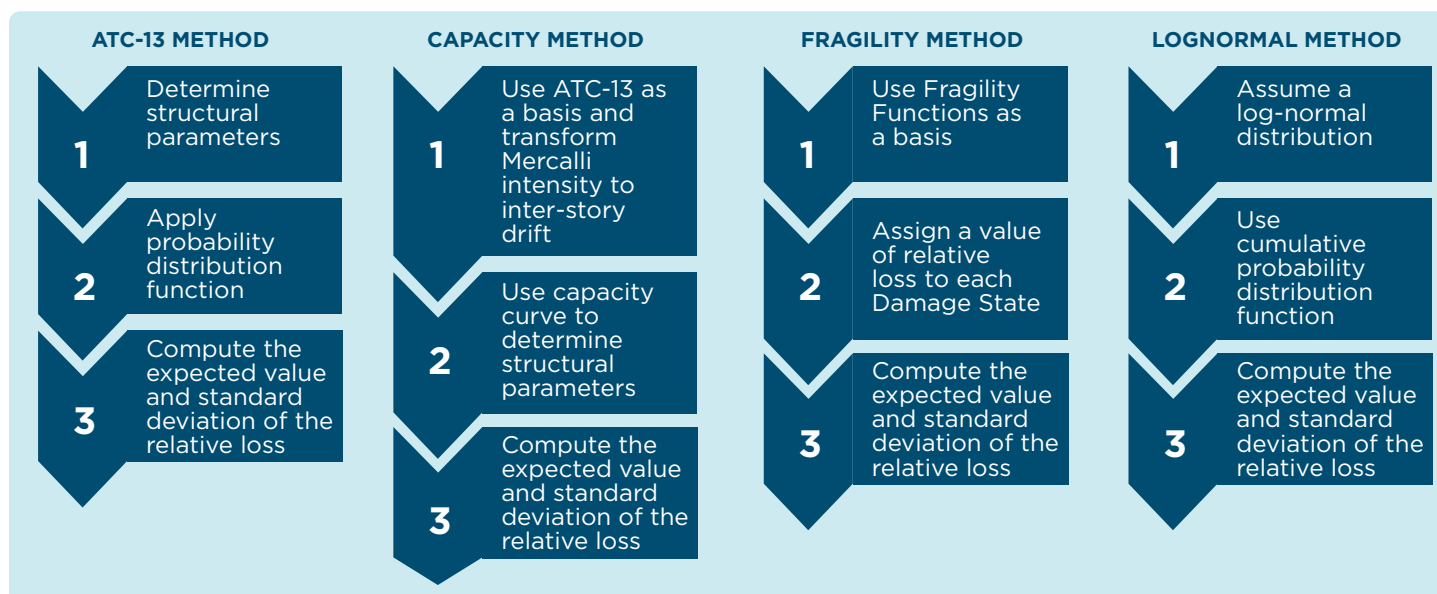 ATC-13 METHOD
1
Determine
structural
parameters
2
Apply
probability
distribution
function
3
Compute the
expected value
and standard
deviation of the
relative loss
CAPACITY METHOD
1
Use ATC-13 as
a basis and
transform
Mercalli
intensity to
inter-story
drift
2
Use capacity
curve to
determine
structural
parameters
3
Compute the
expected value
and standard
deviation of the
relative loss
FRAGILITY METHOD
1
Use Fragility
Functions as
a basis
2
Assign a value
of relative
loss to each
Damage State
3
Compute the
expected value
and standard
deviation of the
relative loss
LOGNORMAL METHOD
1
Assume a
log-normal
distribution
2
Use
cumulative
probability
distribution
function
3
Compute the
expected value
and standard
deviation of the
relative loss